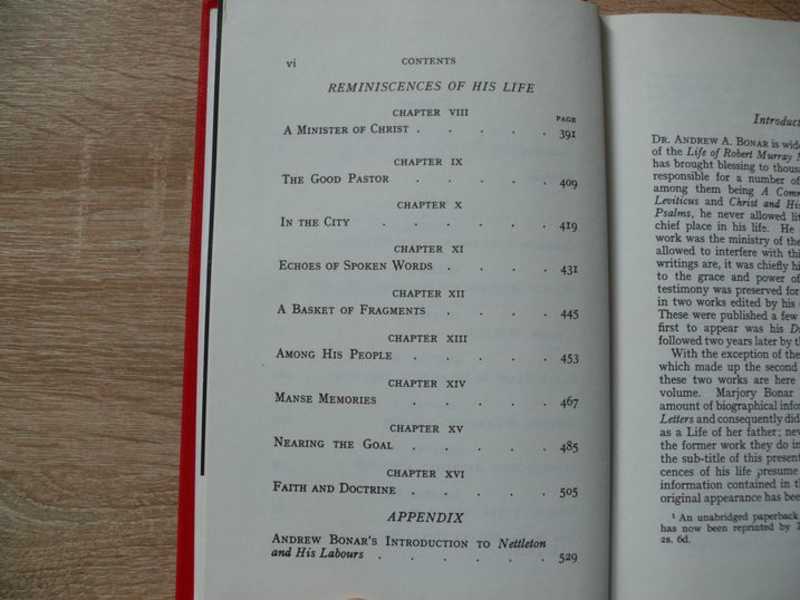 vi CONTENTS
REMINISCENCES OF HIS LIFE
CHAPTER VIII
PAGE
A MINISTER OF CHRIST . . . . . 391
CHAPTER IX
THE GOOD PASTOR . . . . . 409
CHAPTER X
IN THE CITY . . . . . 419
CHAPTER XI
ECHOES OF SPOKEN WORDS . . . . 431
CHAPTER XII
A BASKET OF FRAGMENTS . . . . 445
CHAPTER XIII
AMONG HIS PEOPLE . . . . . 453
CHAPTER XIV
MANSE MEMORIES . . . . . 467
CHAPTER XV
NEARING THE GOAL . . . . . 485
CHAPTER XVI
FAITH AND DOCTRINE . . . . . 505
APPENDIX
ANDREW BONAR'S INTRODUCTION TO Nettleton
and His Labours . . . . . . 529
Introduct
DR. ANDREW A. BONAR is wide
of the Life of Robert Murray
has brought blessing to thousan
responsible for a number of
among them being A Comm
Leviticus and Christ and His
Psalms, he never allowed lit
chief place in his life. He
work was the ministry of the
allowed to interfere with this
writings are, it was chiefly hi
to the grace and power of
testimony was preserved for
in two works edited by his
These were published a few
first to appear was his D
followed two years later by th
With the exception of the
which made up the second
these two works are here
volume. Marjory Bonar
amount of biographical infor
Letters and consequently did
as a Life of her father; nev
the former work they do in
the sub-title of this present
cences of his life presume
information contained in th
original appearance has bee
1 An unabridged paperback
has now been reprinted by
2s. 6d.